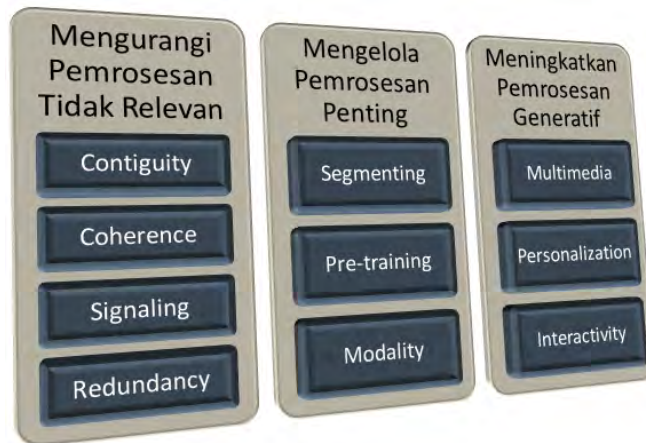 Mengurangi
Pemrosesan
Tidak Relevan
Contiguity
Coherence
Signaling
Redundancy
Mengelola
Pemrosesan
Penting
Segmenting
Pre-training
Modality
Meningkatkan
Pemrosesan
Generatif
Multimedia
Personalization
Interactivity